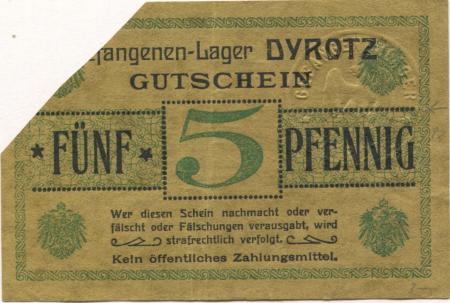 fangenen-Lager DYROTZ
GUTSCHEIN
FÜNF 5 PFENNIG
Wer diesen Schein nachmacht oder ver-
fälscht oder Fälschungen verausgabt, wird
strafrechtlich verfolgt.
Kein öffentliches Zahlungsmittel.